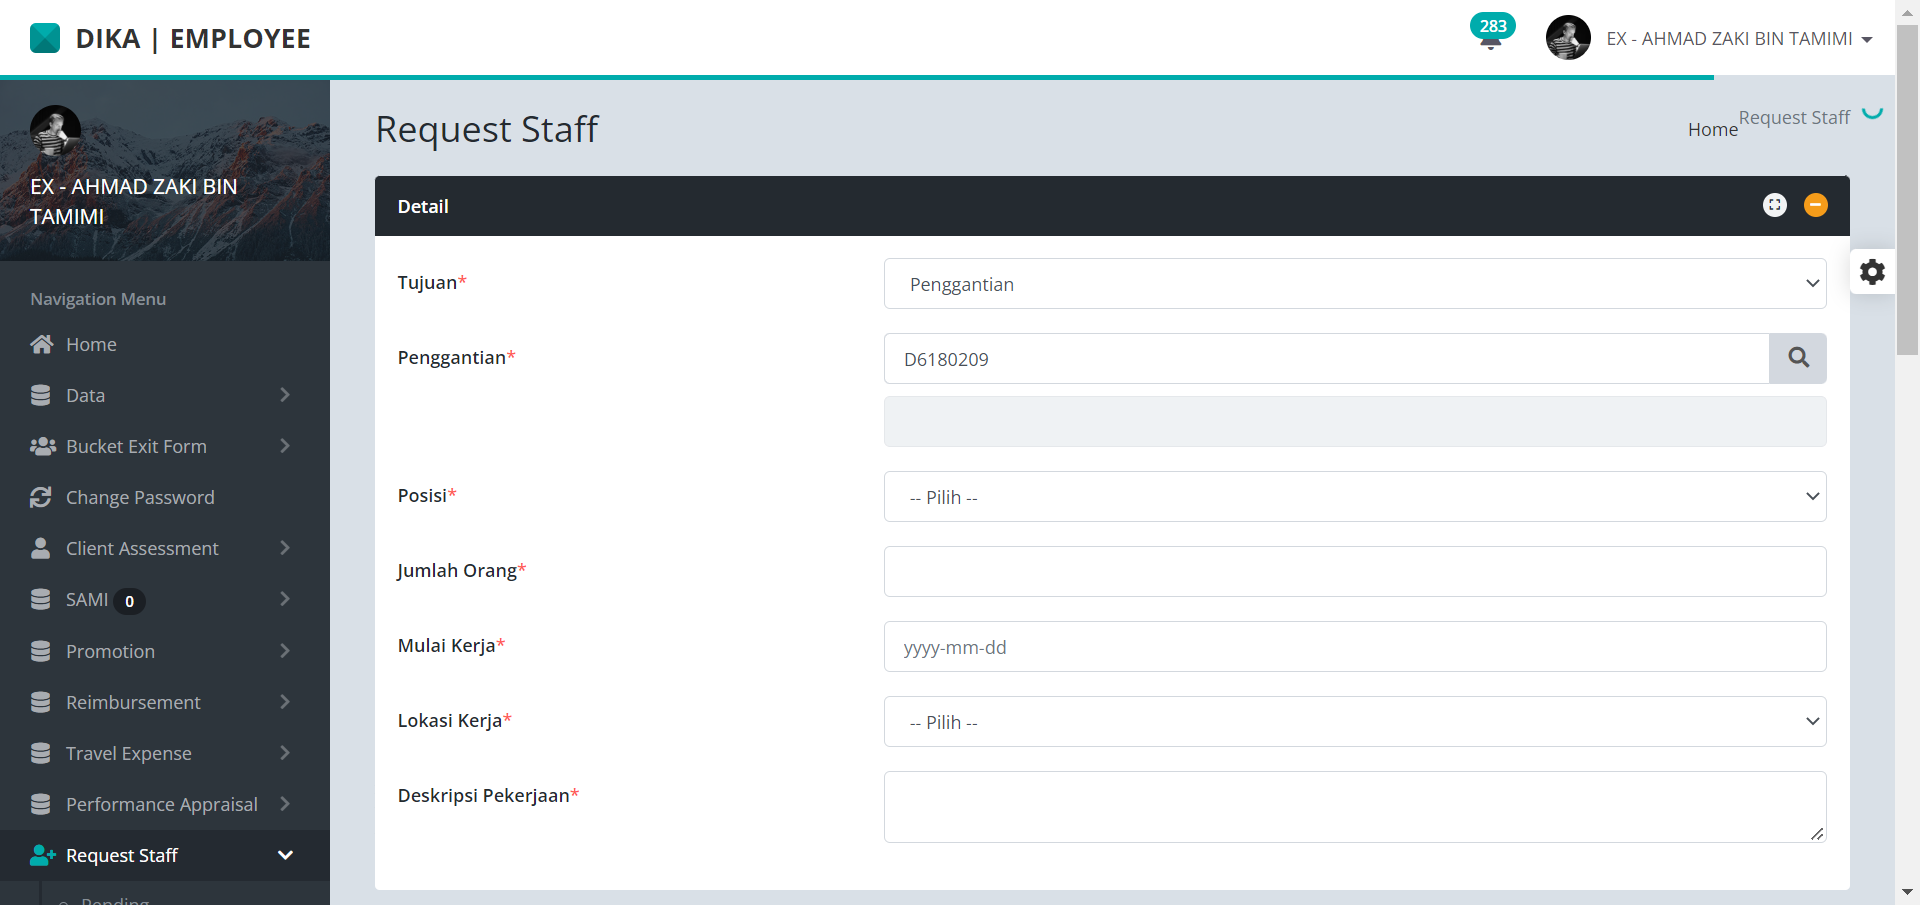 DIKA | EMPLOYEE
283
EX - AHMAD ZAKI BIN TAMIMI
EX - AHMAD ZAKI BIN
TAMIMI
Navigation Menu
Home
Data
Bucket Exit Form
Change Password
Client Assessment
SAMI 0
Promotion
Reimbursement
Travel Expense
Performance Appraisal
Request Staff
Pending
Request Staff
Home
Request Staff
Detail
Tujuan*
Penggantian
Penggantian*
D6180209
Posisi*
-- Pilih --
Jumlah Orang*
Mulai Kerja*
yyyy-mm-dd
Lokasi Kerja*
-- Pilih --
Deskripsi Pekerjaan*